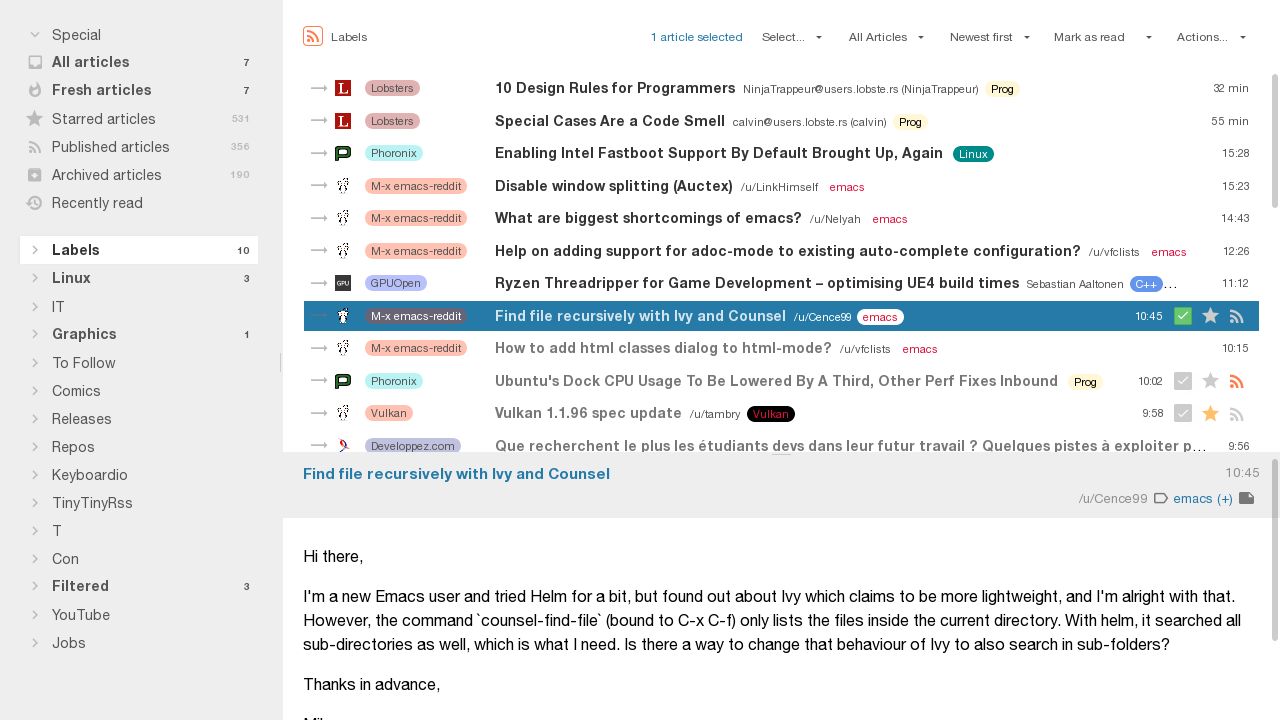 Special
All articles 7
Fresh articles 7
Starred articles 531
Published articles 356
Archived articles 190
Recently read
Labels 10
Linux 3
IT
Graphics 1
To Follow
Comics
Releases
Repos
Keyboardio
TinyTinyRss
T
Con
Filtered 3
YouTube
Jobs
Labels 1 article selected Select... All Articles Newest first Mark as read Actions...
L Lobsters 10 Design Rules for Programmers NinjaTrappeur@users.lobste.rs (NinjaTrappeur) Prog 32 min
L Lobsters Special Cases Are a Code Smell calvin@users.lobste.rs (calvin) Prog 55 min
Phoronix Enabling Intel Fastboot Support By Default Brought Up, Again Linux 15:28
M-x emacs-reddit Disable window splitting (Auctex) /u/LinkHimself emacs 15:23
M-x emacs-reddit What are biggest shortcomings of emacs? /u/Nelyah emacs 14:43
M-x emacs-reddit Help on adding support for adoc-mode to existing auto-complete configuration? /u/vfclists emacs 12:26
GPU GPUOpen Ryzen Threadripper for Game Development – optimising UE4 build times Sebastian Aaltonen C++ ... 11:12
M-x emacs-reddit Find file recursively with Ivy and Counsel /u/Cence99 emacs 10:45
M-x emacs-reddit How to add html classes dialog to html-mode? /u/vfclists emacs 10:15
Phoronix Ubuntu's Dock CPU Usage To Be Lowered By A Third, Other Perf Fixes Inbound Prog 10:02
Vulkan Vulkan 1.1.96 spec update /u/tambry Vulkan 9:58
Developpez.com Que recherchent le plus les étudiants devs dans leur futur travail ? Quelques pistes à exploiter p... 9:56
Find file recursively with Ivy and Counsel 10:45
/u/Cence99 emacs (+)
Hi there,
I'm a new Emacs user and tried Helm for a bit, but found out about Ivy which claims to be more lightweight, and I'm alright with that.
However, the command `counsel-find-file` (bound to C-x C-f) only lists the files inside the current directory. With helm, it searched all
sub-directories as well, which is what I need. Is there a way to change that behaviour of Ivy to also search in sub-folders?
Thanks in advance,